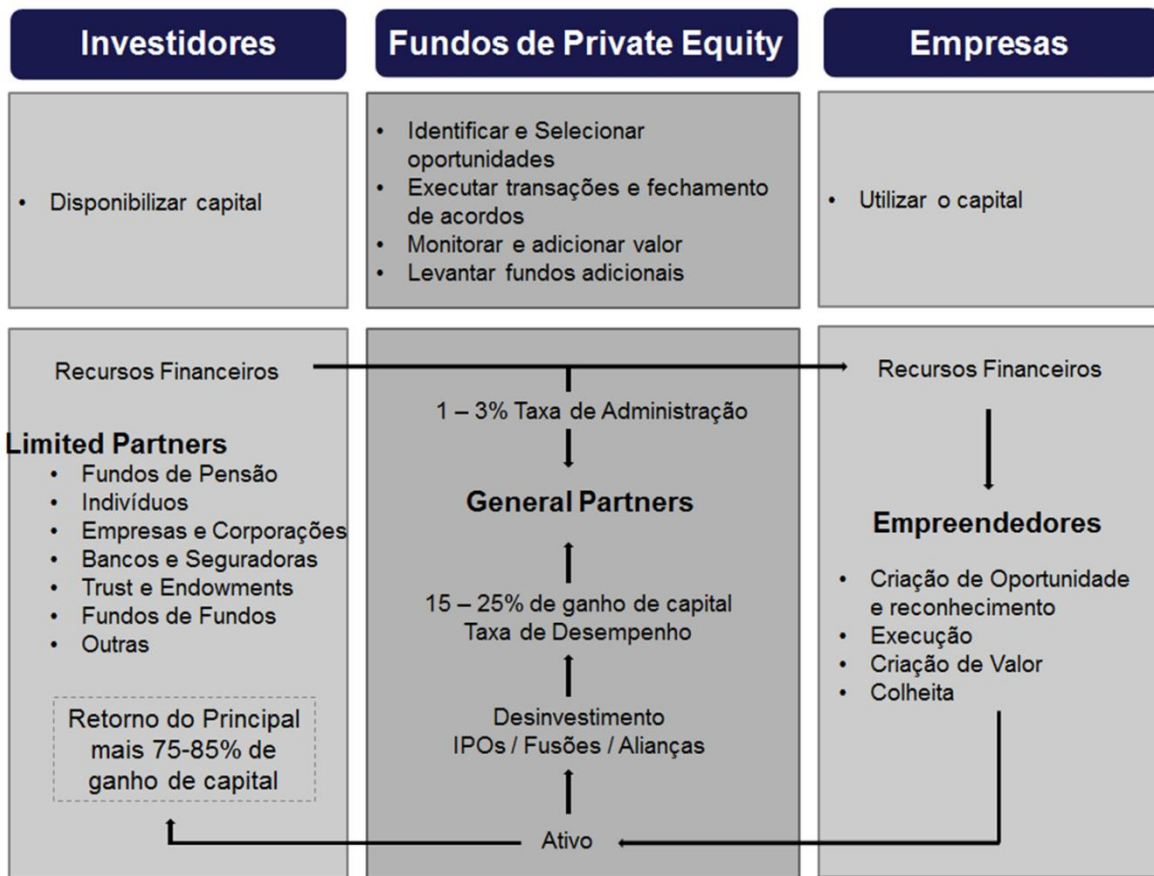 Investidores
Fundos de Private Equity
Empresas
• Disponibilizar capital
• Identificar e Selecionar
oportunidades
• Executar transações e fechamento
de acordos
• Monitorar e adicionar valor
• Levantar fundos adicionais
• Utilizar o capital
Recursos Financeiros
Limited Partners
• Fundos de Pensão
• Indivíduos
• Empresas e Corporações
• Bancos e Seguradoras
• Trust e Endowments
• Fundos de Fundos
• Outras
Retorno do Principal
mais 75-85% de
ganho de capital
1 – 3% Taxa de Administração
General Partners
15 – 25% de ganho de capital
Taxa de Desempenho
Desinvestimento
IPOs / Fusões / Alianças
Ativo
Recursos Financeiros
Empreendedores
• Criação de Oportunidade
e reconhecimento
• Execução
• Criação de Valor
• Colheita